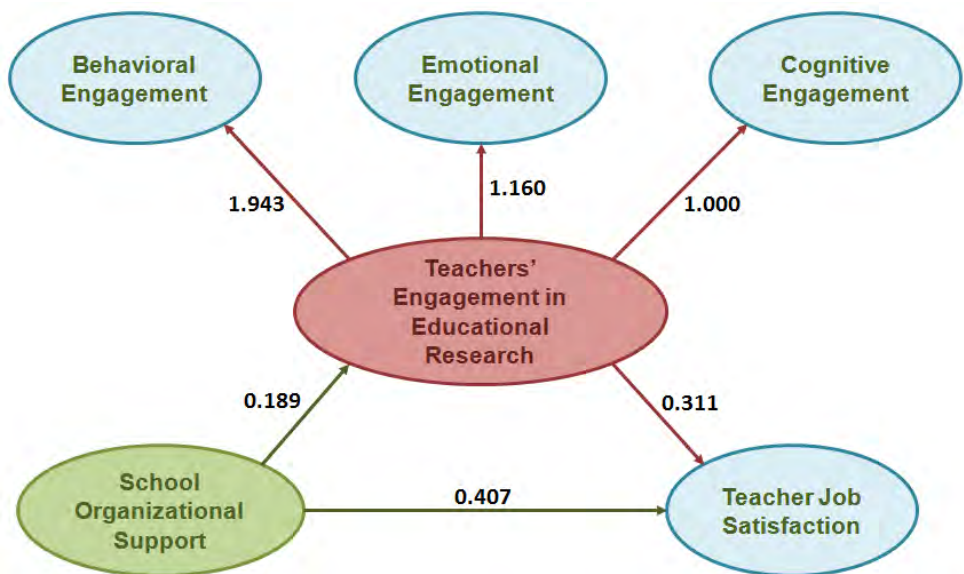 Behavioral
Engagement
Emotional
Engagement
Cognitive
Engagement
1.943
1.160
1.000
Teachers'
Engagement in
Educational
Research
0.189
0.311
School
Organizational
Support
0.407
Teacher Job
Satisfaction